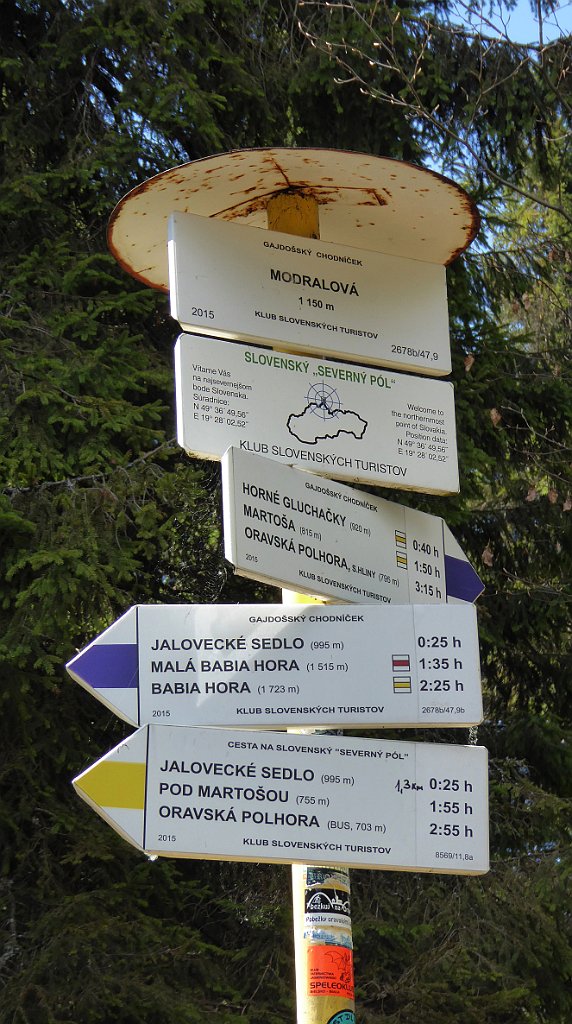 GAJDOŠSKÝ CHODNÍČEK
MODRALOVÁ
1 150 m
2015 KLUB SLOVENSKÝCH TURISTOV 2678b/47,9
SLOVENSKÝ „SEVERNÝ PÓL“
Vítame Vás
na najsevernejšom
bode Slovenska.
Súradnice:
N 49° 36' 49,56"
E 19° 28' 02,52"
Welcome to
the northernmost
point of Slovakia.
Position data:
N 49° 36' 49,56"
E 19° 28' 02,52"
KLUB SLOVENSKÝCH TURISTOV
GAJDOŠSKÝ CHODNÍČEK
HORNÉ GLUCHAČKY (920 m) 0:40 h
MARTOŠA (815 m) 1:50 h
ORAVSKÁ POLHORA, S.HLINY (796 m) 3:15 h
2015 KLUB SLOVENSKÝCH TURISTOV
GAJDOŠSKÝ CHODNÍČEK
JALOVECKÉ SEDLO (995 m) 0:25 h
MALÁ BABIA HORA (1 515 m) 1:35 h
BABIA HORA (1 723 m) 2:25 h
2015 KLUB SLOVENSKÝCH TURISTOV 2678b/47,9b
CESTA NA SLOVENSKÝ "SEVERNÝ PÓL"
JALOVECKÉ SEDLO (995 m) 1,3km 0:25 h
POD MARTOŠOU (755 m) 1:55 h
ORAVSKÁ POLHORA (BUS, 703 m) 2:55 h
2015 KLUB SLOVENSKÝCH TURISTOV 8569/11,8a